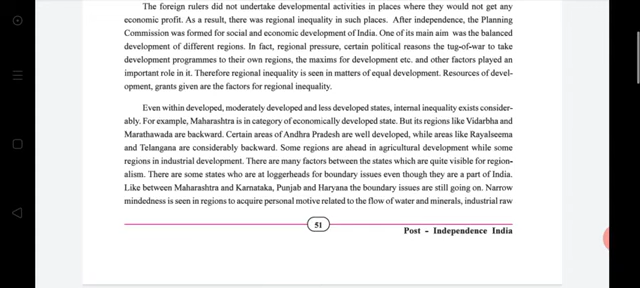 The foreign rulers did not undertake developmental activities in places where they would not get any
economic profit. As a result, there was regional inequality in such places. After independence, the Planning
Commission was formed for social and economic development of India. One of its main aim was the balanced
development of different regions. In fact, regional pressure, certain political reasons the tug-of-war to take
development programmes to their own regions, the maxims for development etc. and other factors played an
important role in it. Therefore regional inequality is seen in matters of equal development. Resources of devel-
opment, grants given are the factors for regional inequality.
Even within developed, moderately developed and less developed states, internal inequality exists consider-
ably. For example, Maharashtra is in category of economically developed state. But its regions like Vidarbha and
Marathawada are backward. Certain areas of Andhra Pradesh are well developed, while areas like Rayalseema
and Telangana are considerably backward. Some regions are ahead in agricultural development while some
regions in industrial development. There are many factors between the states which are quite visible for region-
alism. There are some states who are at loggerheads for boundary issues even though they are a part of India.
Like between Maharashtra and Karnataka, Punjab and Haryana the boundary issues are still going on. Narrow
mindedness is seen in regions to acquire personal motive related to the flow of water and minerals, industrial raw
51
Post - Independence India